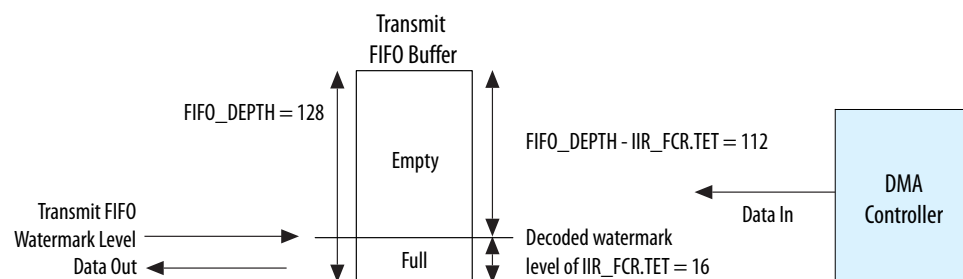 Transmit
FIFO Buffer
FIFO_DEPTH = 128
FIFO_DEPTH - IIR_FCR.TET = 112
Empty
DMA
Controller
Data In
Transmit FIFO
Watermark Level
Data Out
Full
Decoded watermark
level of IIR_FCR.TET = 16